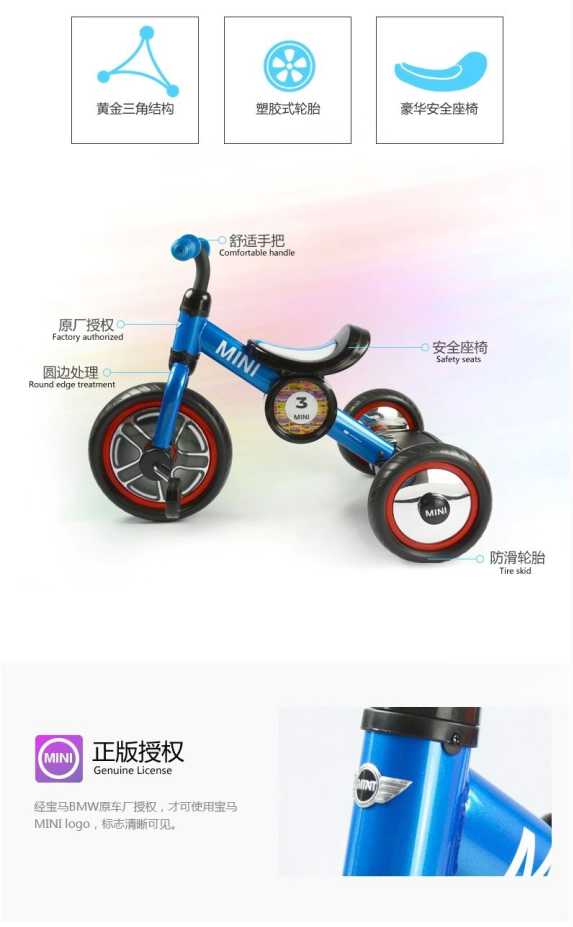 黄金三角结构
塑胶式轮胎
豪华安全座椅
舒适手把
Comfortable handle
原厂授权
Factory authorized
安全座椅
Safety seats
圆边处理
Round edge treatment
MINI
3
MINI
MINI
防滑轮胎
Tire skid
MINI
正版授权
Genuine License
经宝马BMW原车厂授权，才可使用宝马
MINI logo，标志清晰可见。
MINI